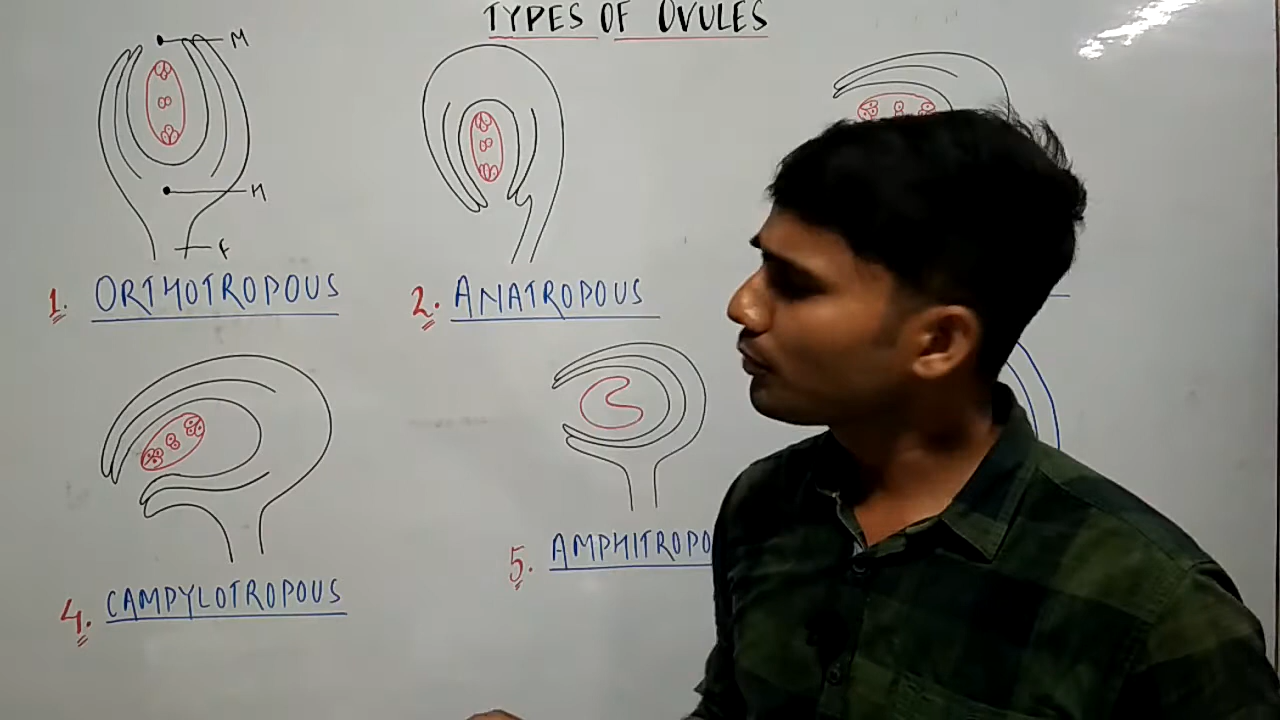 TYPES OF OVULES
M
M
F
1. ORTHOTROPOUS
2. ANATROPOUS
4. CAMPYLOTROPOUS
5. AMPHITROPO